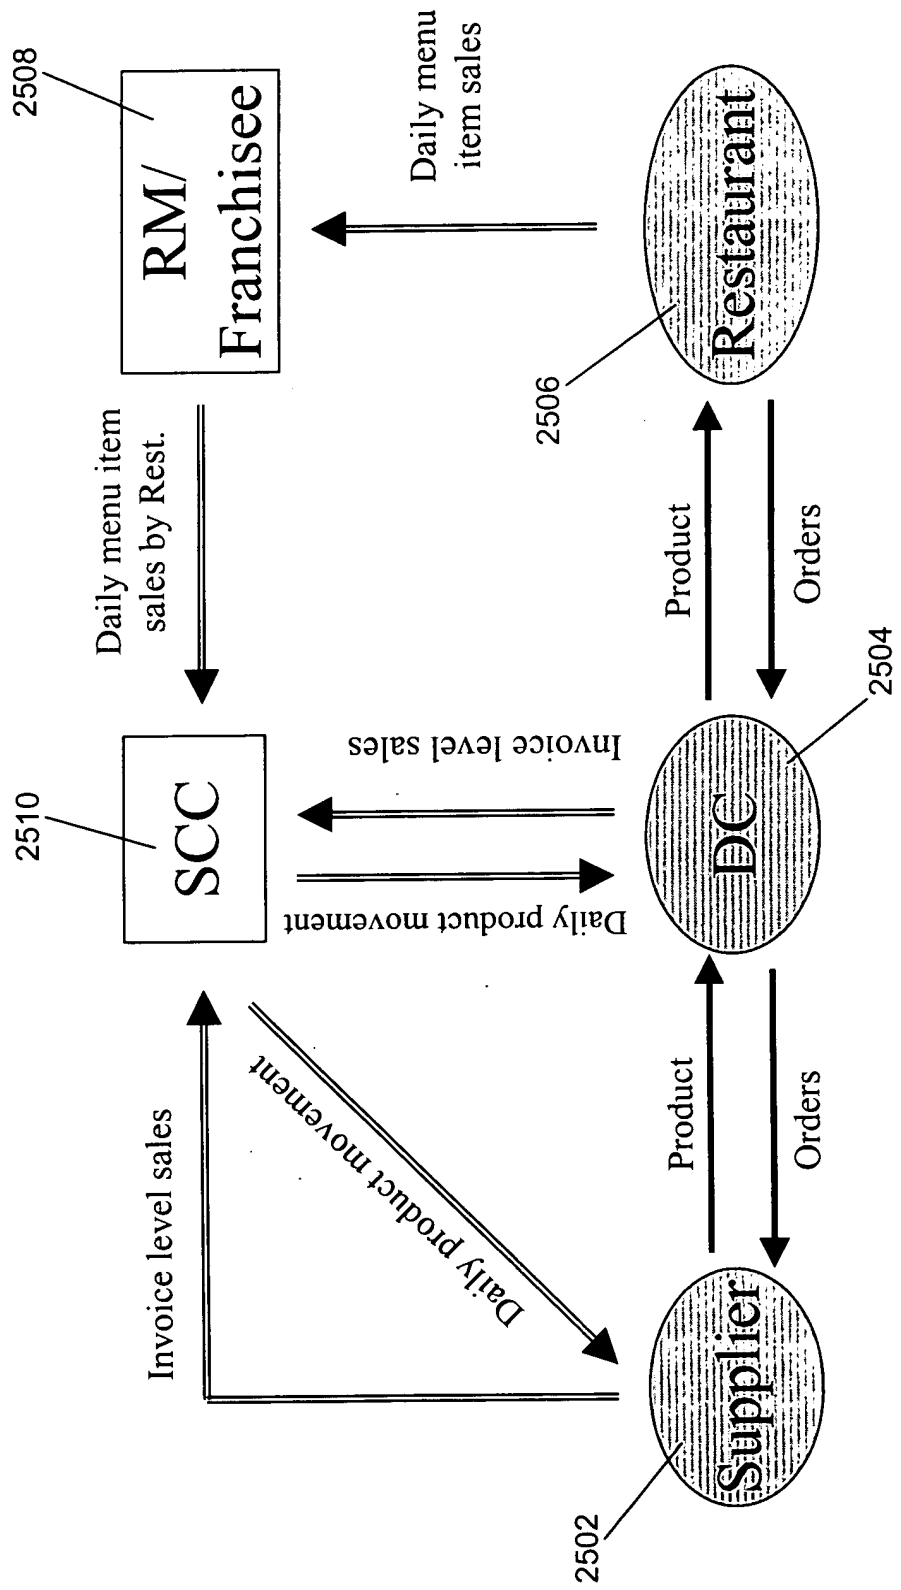 2510
2508
SCC
RM/
Franchisee
Daily menu item
sales by Rest.
Invoice level sales
Daily product movement
Daily product movement
Invoice level sales
Daily menu
item sales
2502
Supplier
Product
Orders
DC
2504
Product
Orders
2506
Restaurant